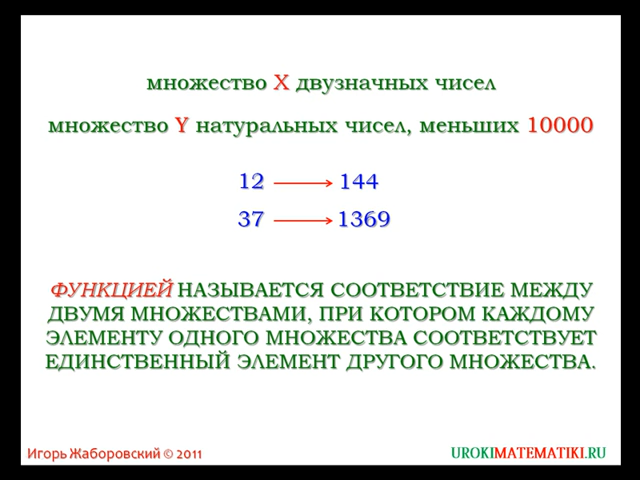 множество X двузначных чисел
множество Y натуральных чисел, меньших 10000
12 → 144
37 → 1369
ФУНКЦИЕЙ НАЗЫВАЕТСЯ СООТВЕТСТВИЕ МЕЖДУ
ДВУМЯ МНОЖЕСТВАМИ, ПРИ КОТОРОМ КАЖДОМУ
ЭЛЕМЕНТУ ОДНОГО МНОЖЕСТВА СООТВЕТСТВУЕТ
ЕДИНСТВЕННЫЙ ЭЛЕМЕНТ ДРУГОГО МНОЖЕСТВА.
Игорь Жаборовский © 2011
UROKIMATEMATIKI.RU